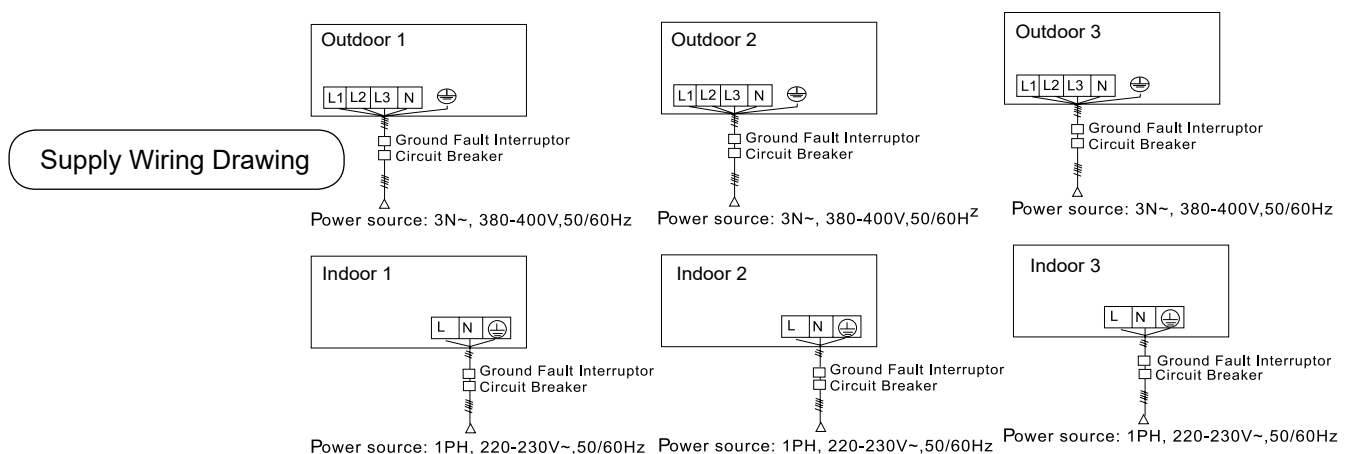 Supply Wiring Drawing
Outdoor 1
L1 L2 L3 N
Ground Fault Interruptor
Circuit Breaker
Power source: 3N~, 380-400V,50/60Hz
Outdoor 2
L1 L2 L3 N
Ground Fault Interruptor
Circuit Breaker
Power source: 3N~, 380-400V,50/60Hz
Outdoor 3
L1 L2 L3 N
Ground Fault Interruptor
Circuit Breaker
Power source: 3N~, 380-400V,50/60Hz
Indoor 1
L N
Ground Fault Interruptor
Circuit Breaker
Power source: 1PH, 220-230V~,50/60Hz
Indoor 2
L N
Ground Fault Interruptor
Circuit Breaker
Power source: 1PH, 220-230V~,50/60Hz
Indoor 3
L N
Ground Fault Interruptor
Circuit Breaker
Power source: 1PH, 220-230V~,50/60Hz